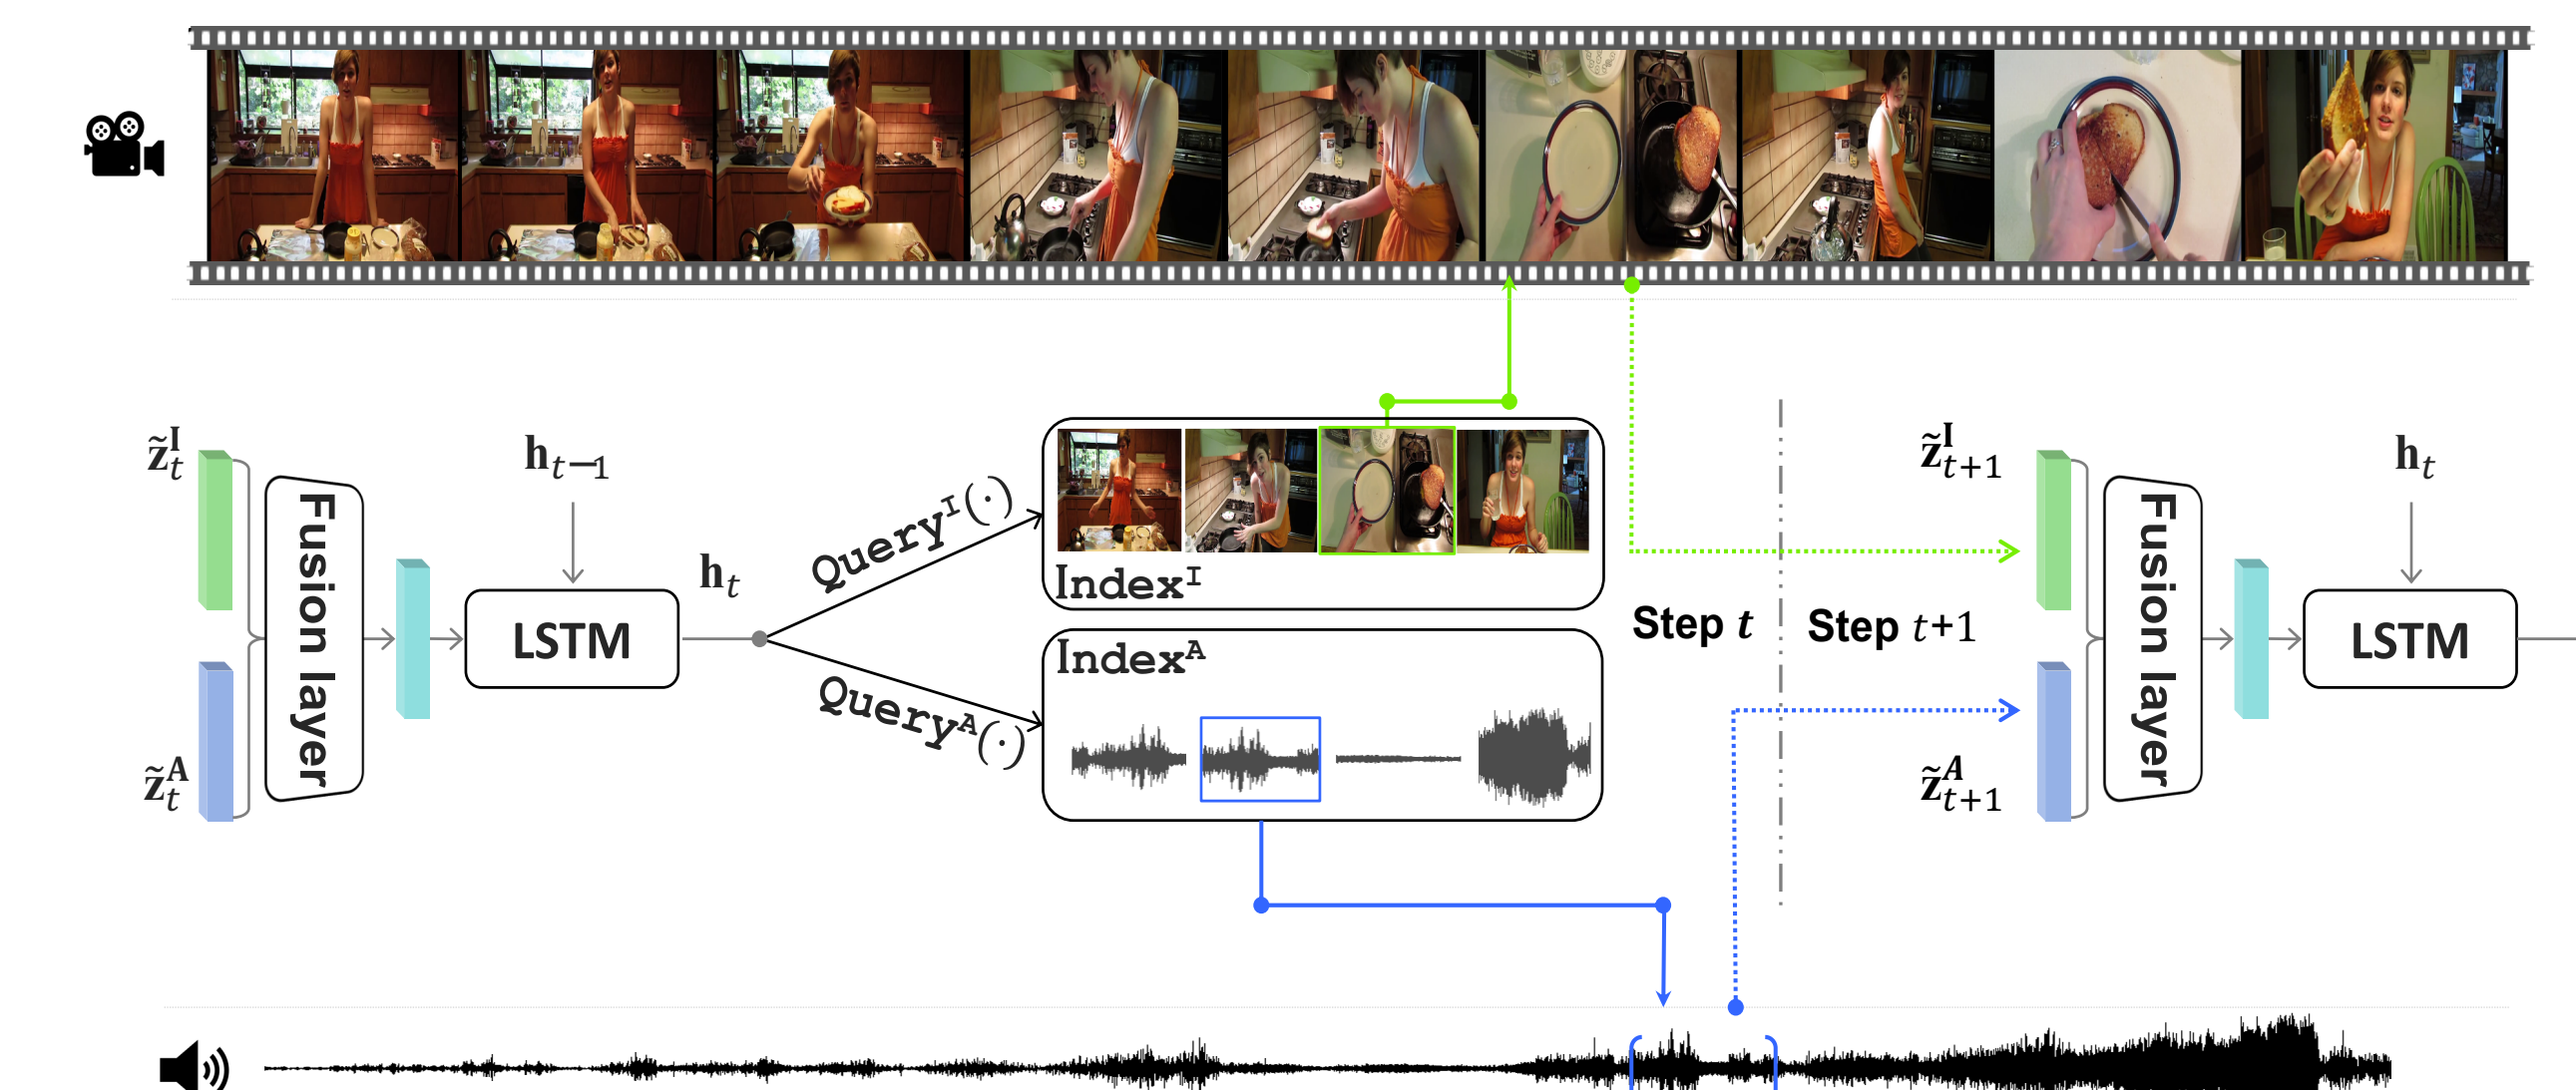 z̃ᴵₜ
Fusion layer
z̃ᴬₜ
hₜ₋₁
LSTM
hₜ
Queryᴵ(·)
Queryᴬ(·)
Indexᴵ
Indexᴬ
Step t
Step t+1
z̃ᴵₜ₊₁
z̃ᴬₜ₊₁
Fusion layer
hₜ
LSTM